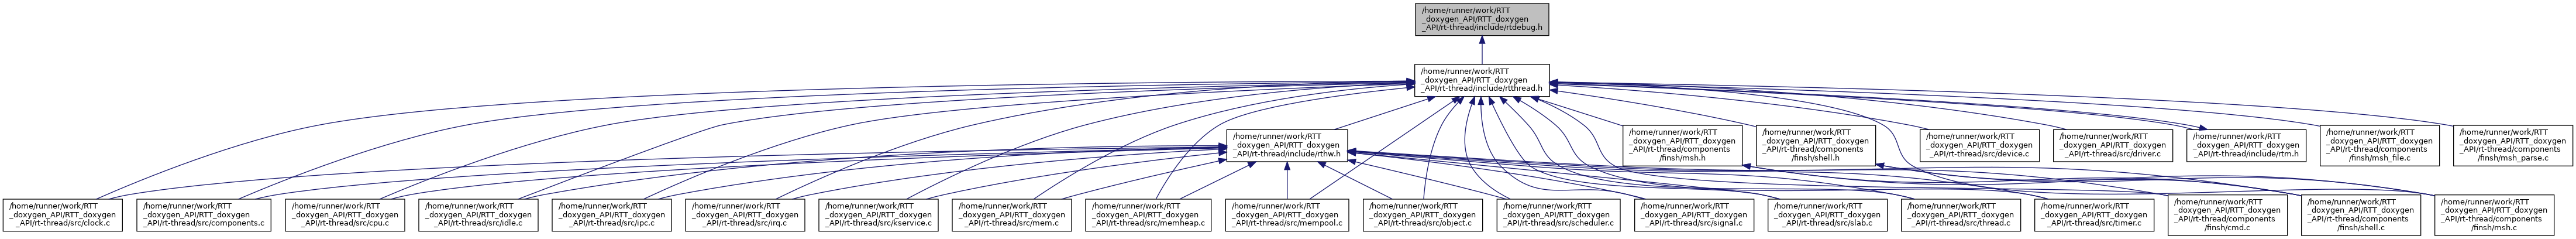 /home/runner/work/RTT
_doxygen_API/RTT_doxygen
_API/rt-thread/include/rtdebug.h
/home/runner/work/RTT
_doxygen_API/RTT_doxygen
_API/rt-thread/include/rtthread.h
/home/runner/work/RTT
_doxygen_API/RTT_doxygen
_API/rt-thread/include/rthw.h
/home/runner/work/RTT
_doxygen_API/RTT_doxygen
_API/rt-thread/components
/finsh/msh.h
/home/runner/work/RTT
_doxygen_API/RTT_doxygen
_API/rt-thread/components
/finsh/shell.h
/home/runner/work/RTT
_doxygen_API/RTT_doxygen
_API/rt-thread/src/device.c
/home/runner/work/RTT
_doxygen_API/RTT_doxygen
_API/rt-thread/src/driver.c
/home/runner/work/RTT
_doxygen_API/RTT_doxygen
_API/rt-thread/include/rtm.h
/home/runner/work/RTT
_doxygen_API/RTT_doxygen
_API/rt-thread/components
/finsh/msh_file.c
/home/runner/work/RTT
_doxygen_API/RTT_doxygen
_API/rt-thread/components
/finsh/msh_parse.c
/home/runner/work/RTT
_doxygen_API/RTT_doxygen
_API/rt-thread/src/clock.c
/home/runner/work/RTT
_doxygen_API/RTT_doxygen
_API/rt-thread/src/components.c
/home/runner/work/RTT
_doxygen_API/RTT_doxygen
_API/rt-thread/src/cpu.c
/home/runner/work/RTT
_doxygen_API/RTT_doxygen
_API/rt-thread/src/idle.c
/home/runner/work/RTT
_doxygen_API/RTT_doxygen
_API/rt-thread/src/ipc.c
/home/runner/work/RTT
_doxygen_API/RTT_doxygen
_API/rt-thread/src/irq.c
/home/runner/work/RTT
_doxygen_API/RTT_doxygen
_API/rt-thread/src/kservice.c
/home/runner/work/RTT
_doxygen_API/RTT_doxygen
_API/rt-thread/src/mem.c
/home/runner/work/RTT
_doxygen_API/RTT_doxygen
_API/rt-thread/src/memheap.c
/home/runner/work/RTT
_doxygen_API/RTT_doxygen
_API/rt-thread/src/mempool.c
/home/runner/work/RTT
_doxygen_API/RTT_doxygen
_API/rt-thread/src/object.c
/home/runner/work/RTT
_doxygen_API/RTT_doxygen
_API/rt-thread/src/scheduler.c
/home/runner/work/RTT
_doxygen_API/RTT_doxygen
_API/rt-thread/src/signal.c
/home/runner/work/RTT
_doxygen_API/RTT_doxygen
_API/rt-thread/src/slab.c
/home/runner/work/RTT
_doxygen_API/RTT_doxygen
_API/rt-thread/src/thread.c
/home/runner/work/RTT
_doxygen_API/RTT_doxygen
_API/rt-thread/src/timer.c
/home/runner/work/RTT
_doxygen_API/RTT_doxygen
_API/rt-thread/components
/finsh/cmd.c
/home/runner/work/RTT
_doxygen_API/RTT_doxygen
_API/rt-thread/components
/finsh/shell.c
/home/runner/work/RTT
_doxygen_API/RTT_doxygen
_API/rt-thread/components
/finsh/msh.c